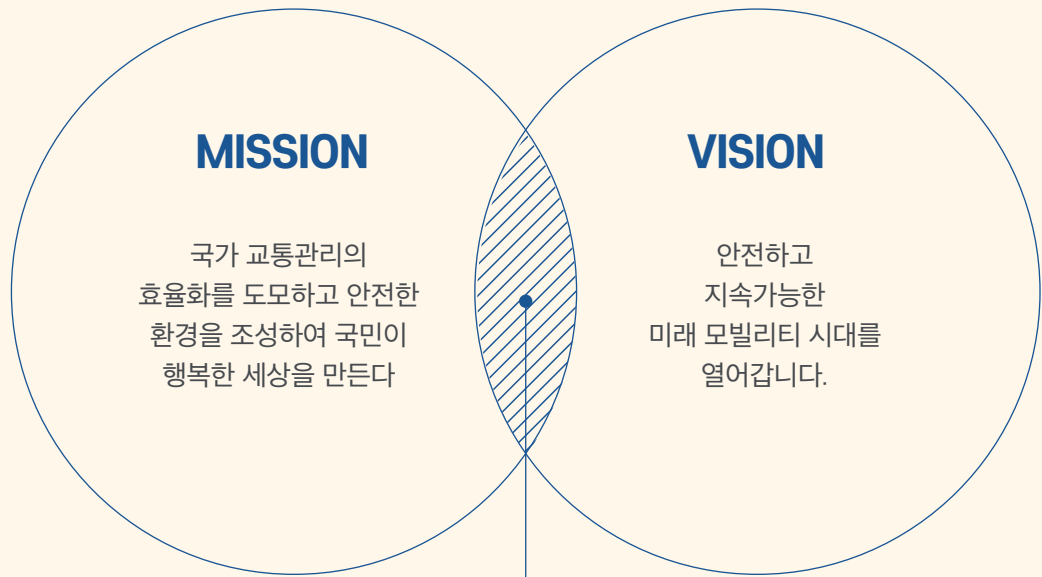 MISSION
국가 교통관리의
효율화를 도모하고 안전한
환경을 조성하여 국민이
행복한 세상을 만든다
VISION
안전하고
지속가능한
미래 모빌리티 시대를
열어갑니다.